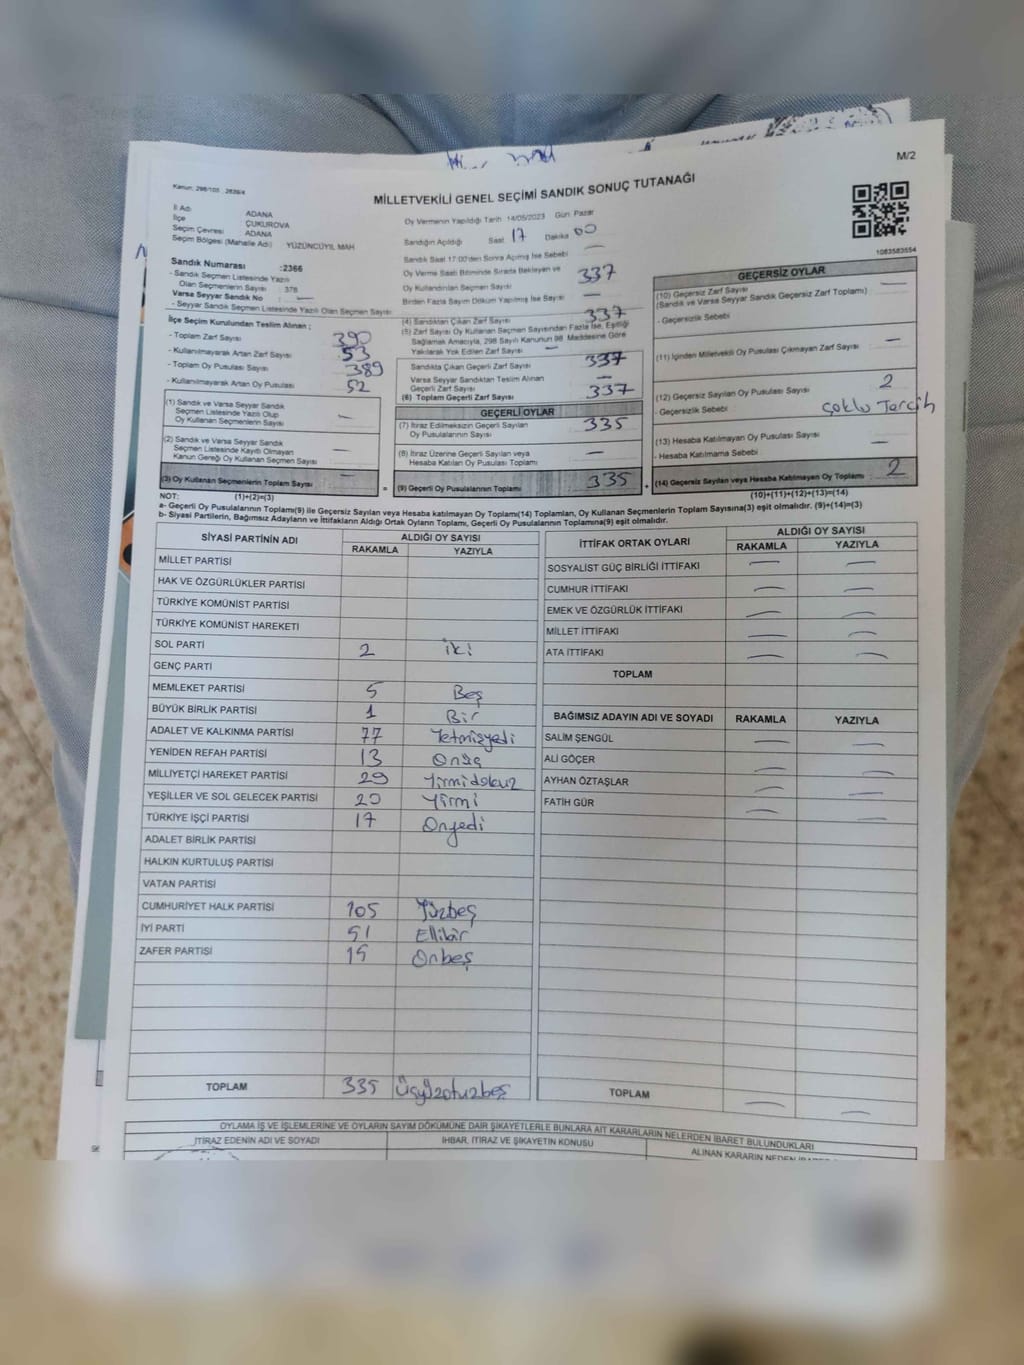 M/2
Kanun: 298/105 , 2839/4
MİLLETVEKİLİ GENEL SEÇİMİ SANDIK SONUÇ TUTANAĞI
İl Adı ADANA
İlçe ÇUKUROVA
Seçim Çevresi ADANA
Seçim Bölgesi (Mahalle Adı) YÜZÜNCÜYIL MAH
Sandık Numarası :2366
- Sandık Seçmen Listesinde Yazılı
Olan Seçmenlerin Sayısı : 378
Varsa Seyyar Sandık No : —
- Seyyar Sandık Listesinde Yazılı Olan Seçmen Sayısı
İlçe Seçim Kurulundan Teslim Alınan ;
- Toplam Zarf Sayısı 390
- Kullanılmayarak Artan Zarf Sayısı 53
- Toplam Oy Pusulası Sayısı 389
- Kullanılmayarak Artan Oy Pusulası 52
(1) Sandık ve Varsa Seyyar Sandık
Seçmen Listesinde Yazılı Olup
Oy Kullanan Seçmenlerin Sayısı —
(2) Sandık ve Varsa Seyyar Sandık
Seçmen Listesinde Kayıtlı Olmayan
Kanun Gereği Oy Kullanan Seçmen Sayısı —
(3) Oy Kullanan Seçmenlerin Toplam Sayısı —
Oy Vermenin Yapıldığı Tarih 14/05/2023 Gün: Pazar
Sandığın Açıldığı Saat 17 Dakika 00
Sandık Saat 17:00'den Sonra Açılmış İse Sebebi —
Oy Verme Saati Bitiminde Sırada Bekleyen ve
Oy Kullandırılan Seçmen Sayısı 337
Birden Fazla Sayım Döküm Yapılmış İse Sayısı —
(4) Sandıktan Çıkan Zarf Sayısı 337
(5) Zarf Sayısı Oy Kullanan Seçmen Sayısından Fazla İse, Eşitliği
Sağlamak Amacıyla, 298 Sayılı Kanunun 98. Maddesine Göre
Yakılarak Yok Edilen Zarf Sayısı —
Sandıkta Çıkan Geçerli Zarf Sayısı 337
Varsa Seyyar Sandıktan Teslim Alınan
Geçerli Zarf Sayısı —
(6) Toplam Geçerli Zarf Sayısı 337
GEÇERLİ OYLAR
(7) İtiraz Edilmeksizin Geçerli Sayılan
Oy Pusulalarının Sayısı 335
(8) İtiraz Üzerine Geçerli Sayılan veya
Hesaba Katılan Oy Pusulası Toplamı —
= (9) Geçerli Oy Pusulalarının Toplamı 335 +
1083583554
GEÇERSİZ OYLAR
(10) Geçersiz Zarf Sayısı —
(Sandık ve Varsa Seyyar Sandık Geçersiz Zarf Toplamı)
- Geçersizlik Sebebi
(11) İçinden Milletvekili Oy Pusulası Çıkmayan Zarf Sayısı —
(12) Geçersiz Sayılan Oy Pusulası Sayısı 2
- Geçersizlik Sebebi Çoklu Tercih
(13) Hesaba Katılmayan Oy Pusulası Sayısı —
- Hesaba Katılmama Sebebi
(14) Geçersiz Sayılan veya Hesaba Katılmayan Oy Toplamı 2
NOT: (1)+(2)=(3)
(10)+(11)+(12)+(13)=(14)
a- Geçerli Oy Pusulalarının Toplamı(9) ile Geçersiz Sayılan veya Hesaba katılmayan Oy Toplamı(14) Toplamları, Oy Kullanan Seçmenlerin Toplam Sayısına(3) eşit olmalıdır. (9)+(14)=(3)
b- Siyasi Partilerin, Bağımsız Adayların ve İttifakların Aldığı Ortak Oyların Toplamı, Geçerli Oy Pusulalarının Toplamına(9) eşit olmalıdır.
SİYASİ PARTİNİN ADI ALDIĞI OY SAYISI
RAKAMLA YAZIYLA
MİLLET PARTİSİ
HAK VE ÖZGÜRLÜKLER PARTİSİ
TÜRKİYE KOMÜNİST PARTİSİ
TÜRKİYE KOMÜNİST HAREKETİ
SOL PARTİ 2 iki
GENÇ PARTİ
MEMLEKET PARTİSİ 5 Beş
BÜYÜK BİRLİK PARTİSİ 1 Bir
ADALET VE KALKINMA PARTİSİ 77 Yetmişyedi
YENİDEN REFAH PARTİSİ 13 Onüç
MİLLİYETÇİ HAREKET PARTİSİ 29 Yirmidokuz
YEŞİLLER VE SOL GELECEK PARTİSİ 20 Yirmi
TÜRKİYE İŞÇİ PARTİSİ 17 Onyedi
ADALET BİRLİK PARTİSİ
HALKIN KURTULUŞ PARTİSİ
VATAN PARTİSİ
CUMHURİYET HALK PARTİSİ 105 Yüzbeş
İYİ PARTİ 51 Ellibir
ZAFER PARTİSİ 15 Onbeş
TOPLAM 335 Üçyüzotuzbeş
İTTİFAK ORTAK OYLARI ALDIĞI OY SAYISI
RAKAMLA YAZIYLA
SOSYALİST GÜÇ BİRLİĞİ İTTİFAKI — —
CUMHUR İTTİFAKI — —
EMEK VE ÖZGÜRLÜK İTTİFAKI — —
MİLLET İTTİFAKI — —
ATA İTTİFAKI — —
TOPLAM
BAĞIMSIZ ADAYIN ADI VE SOYADI RAKAMLA YAZIYLA
SALİM ŞENGÜL — —
ALİ GÖÇER — —
AYHAN ÖZTAŞLAR — —
FATİH GÜR — —
TOPLAM — —
OYLAMA İŞ VE İŞLEMLERİNE VE OYLARIN SAYIM DÖKÜMÜNE DAİR ŞİKAYETLERLE BUNLARA AİT KARARLARIN NELERDEN İBARET BULUNDUKLARI
İTİRAZ EDENİN ADI VE SOYADI İHBAR, İTİRAZ VE ŞİKAYETİN KONUSU ALINAN KARARIN NEDEN